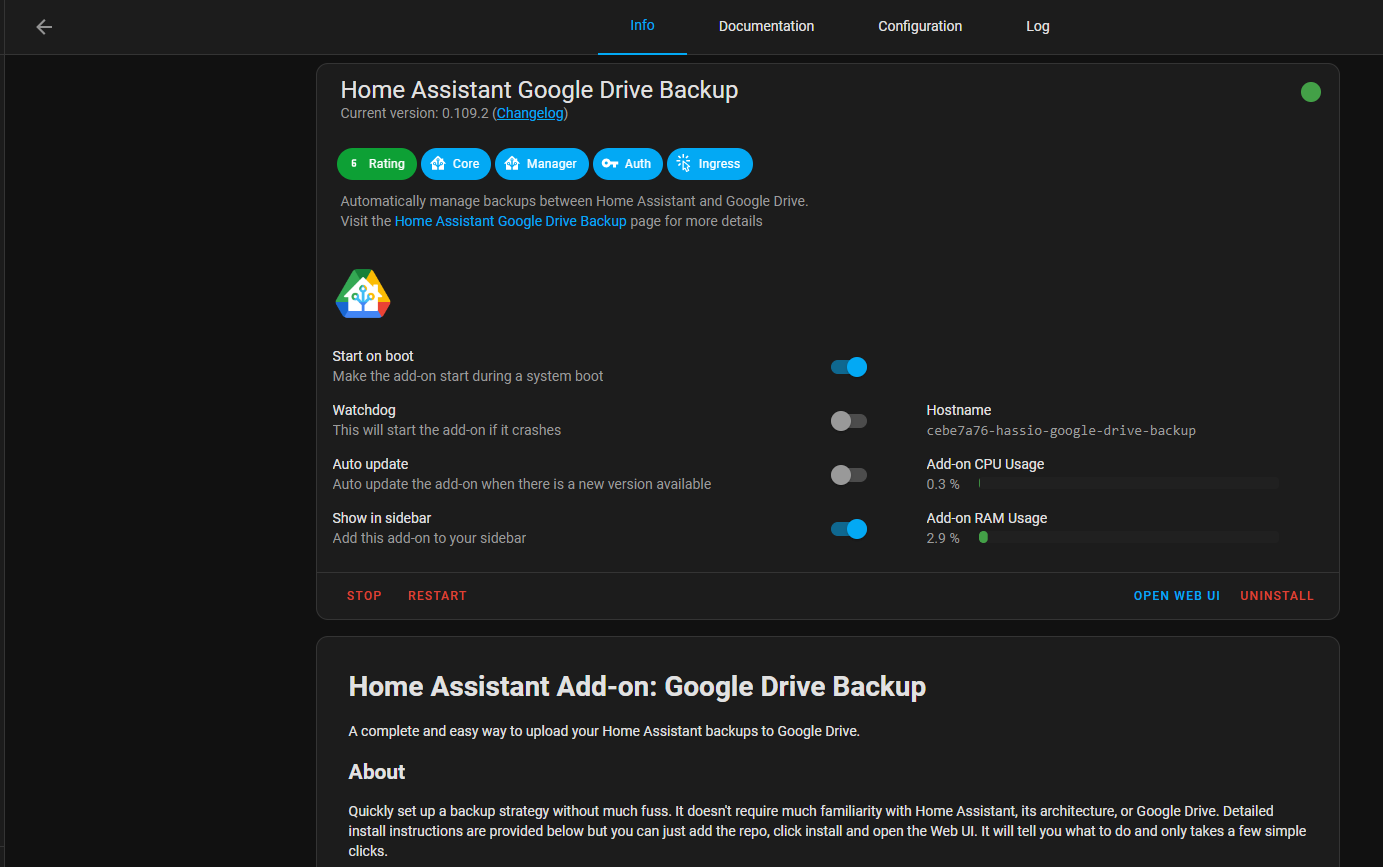 Info
Documentation
Configuration
Log
Home Assistant Google Drive Backup
Current version: 0.109.2 (Changelog)
6 Rating
Core
Manager
Auth
Ingress
Automatically manage backups between Home Assistant and Google Drive.
Visit the Home Assistant Google Drive Backup page for more details
Start on boot
Make the add-on start during a system boot
Watchdog
This will start the add-on if it crashes
Hostname
cebe7a76-hassio-google-drive-backup
Auto update
Auto update the add-on when there is a new version available
Add-on CPU Usage
0.3 %
Show in sidebar
Add this add-on to your sidebar
Add-on RAM Usage
2.9 %
STOP
RESTART
OPEN WEB UI
UNINSTALL
Home Assistant Add-on: Google Drive Backup
A complete and easy way to upload your Home Assistant backups to Google Drive.
About
Quickly set up a backup strategy without much fuss. It doesn't require much familiarity with Home Assistant, its architecture, or Google Drive. Detailed
install instructions are provided below but you can just add the repo, click install and open the Web UI. It will tell you what to do and only takes a few simple
clicks.